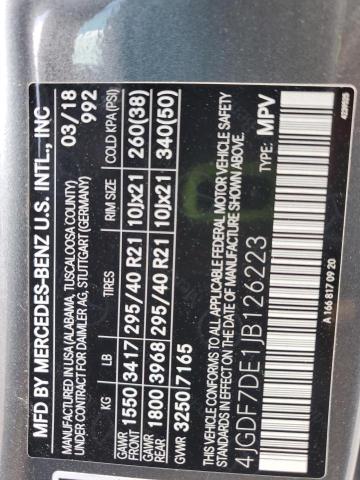 MFD BY MERCEDES-BENZ U.S. INTL., INC
MANUFACTURED IN USA (ALABAMA, TUSCALOOSA COUNTY)
UNDER CONTRACT FOR DAIMLER AG, STUTTGART (GERMANY)
03/18
992
KG LB TIRES RIM SIZE COLD KPA (PSI)
GAWR FRONT 1550 3417 295/40 R21 10Jx21 260(38)
GAWR REAR 1800 3968 295/40 R21 10Jx21 340(50)
GVWR 3250 7165
THIS VEHICLE CONFORMS TO ALL APPLICABLE FEDERAL MOTOR VEHICLE SAFETY
STANDARDS IN EFFECT ON THE DATE OF MANUFACTURE SHOWN ABOVE.
TYPE: MPV
4JGDF7DE1JB126223
A 166 817 09 20